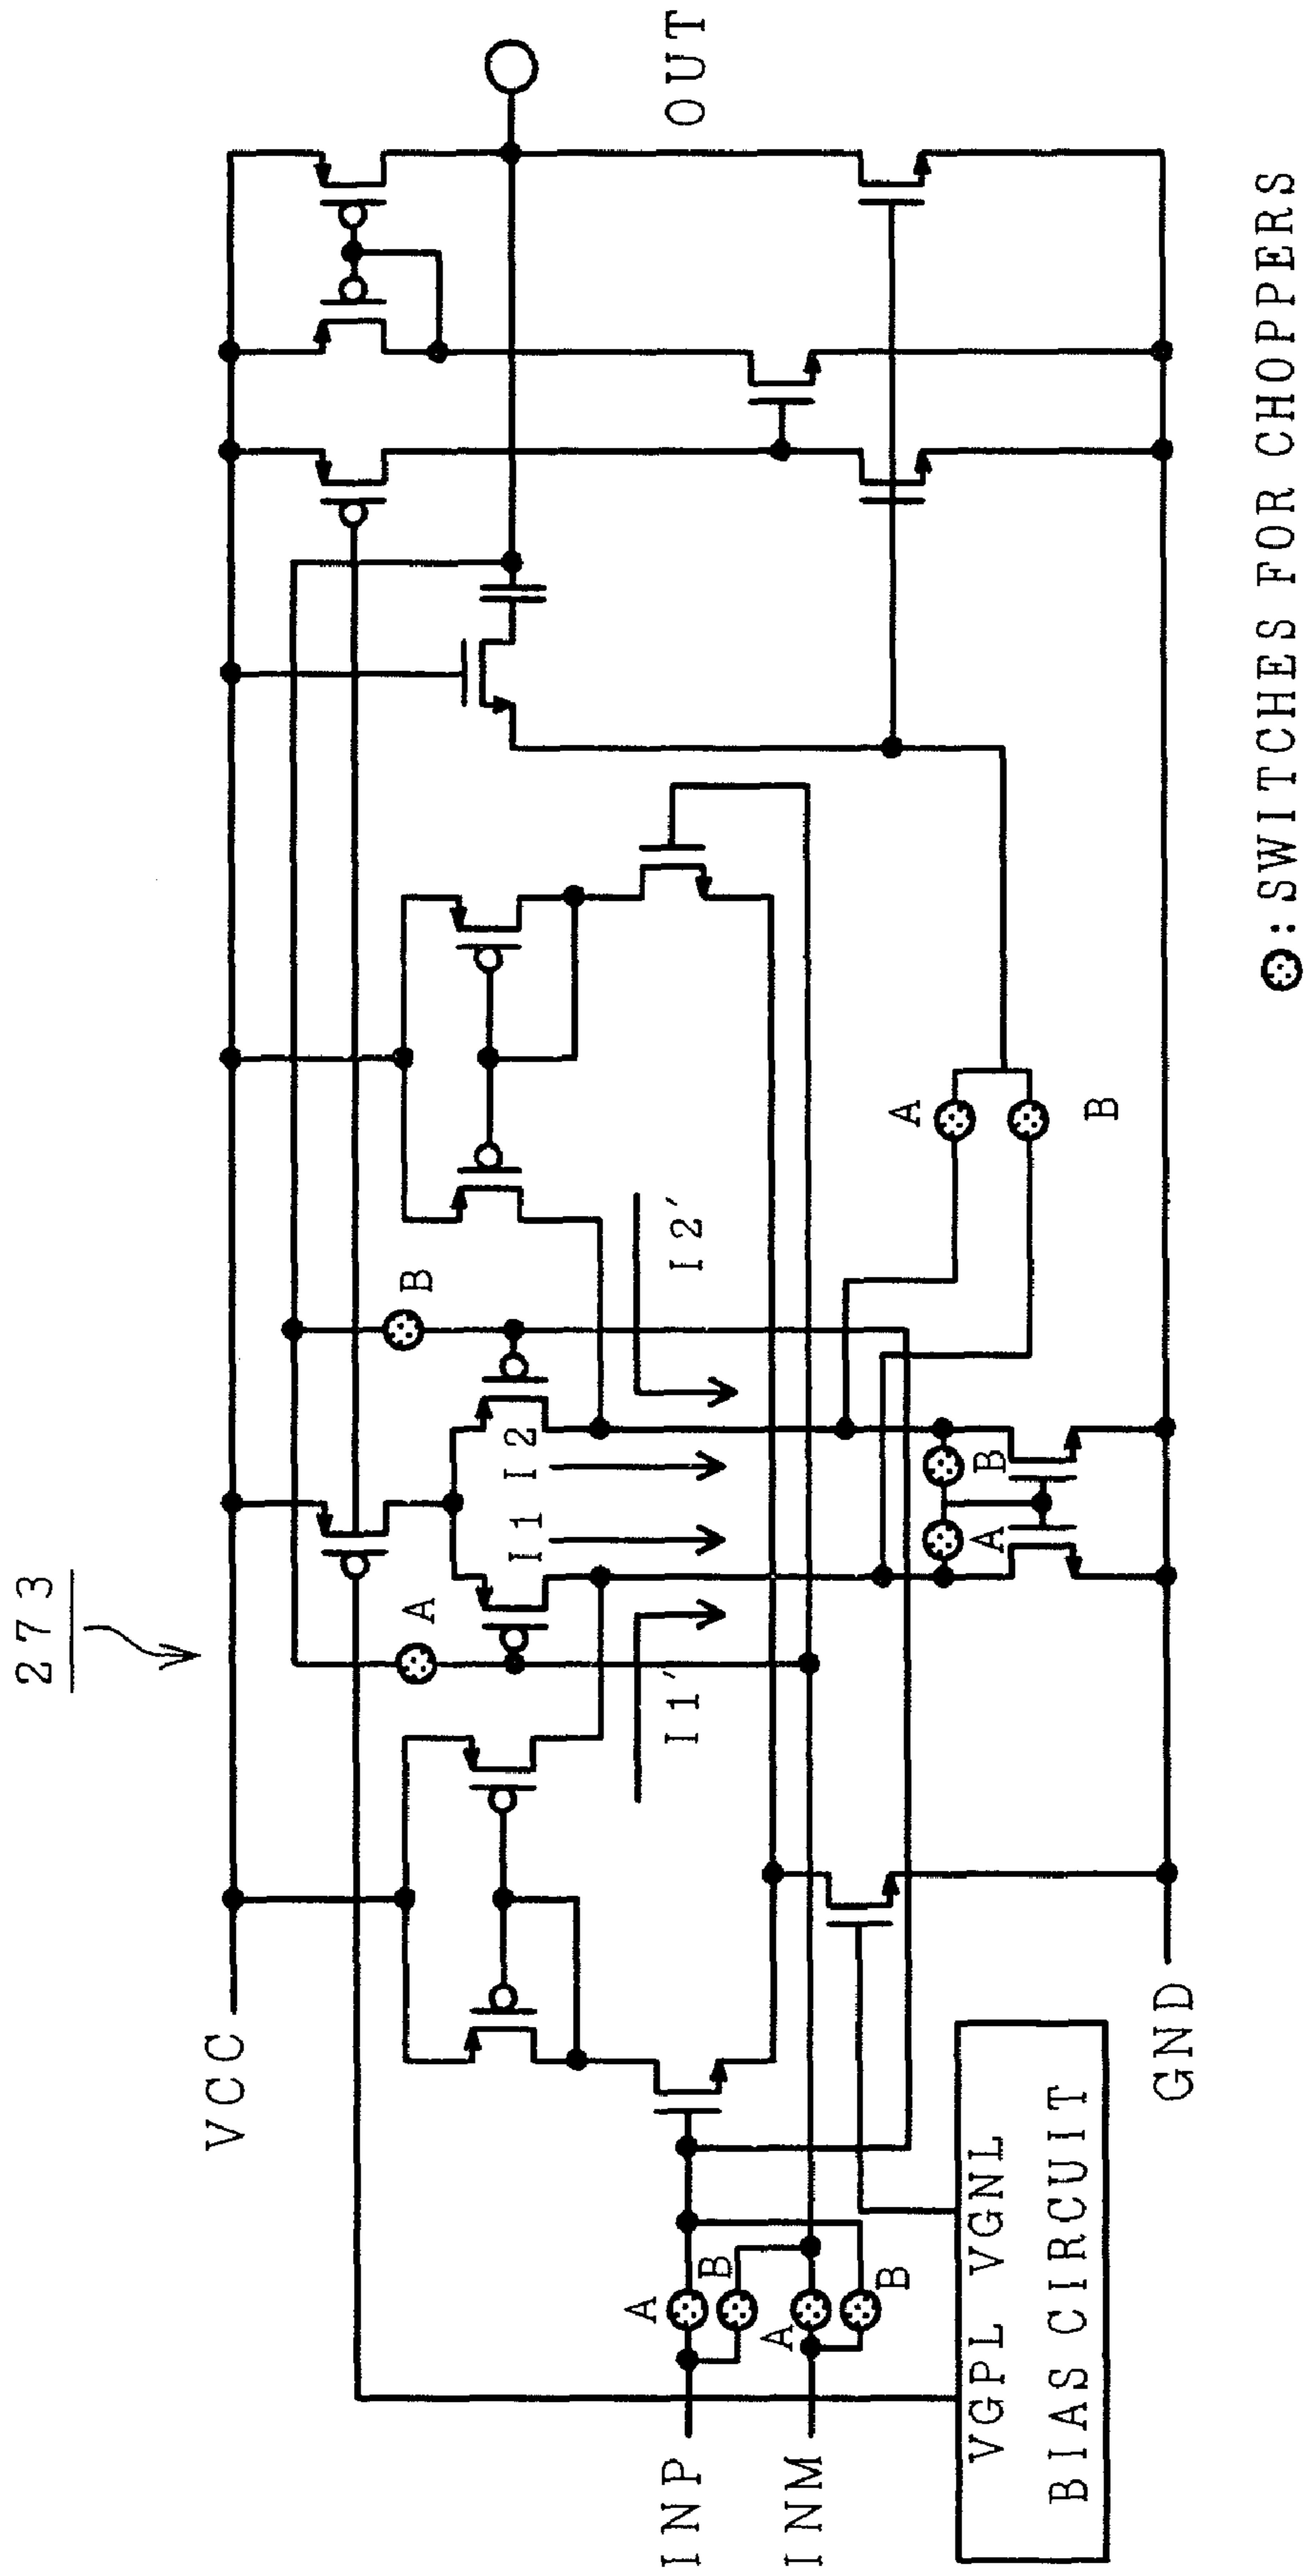 273
VCC
OUT
A
B
I1'
I1
I2
I2'
INP
A
B
INM
A
B
A
B
A
B
VGPL VGNL
BIAS CIRCUIT
GND
: SWITCHES FOR CHOPPERS